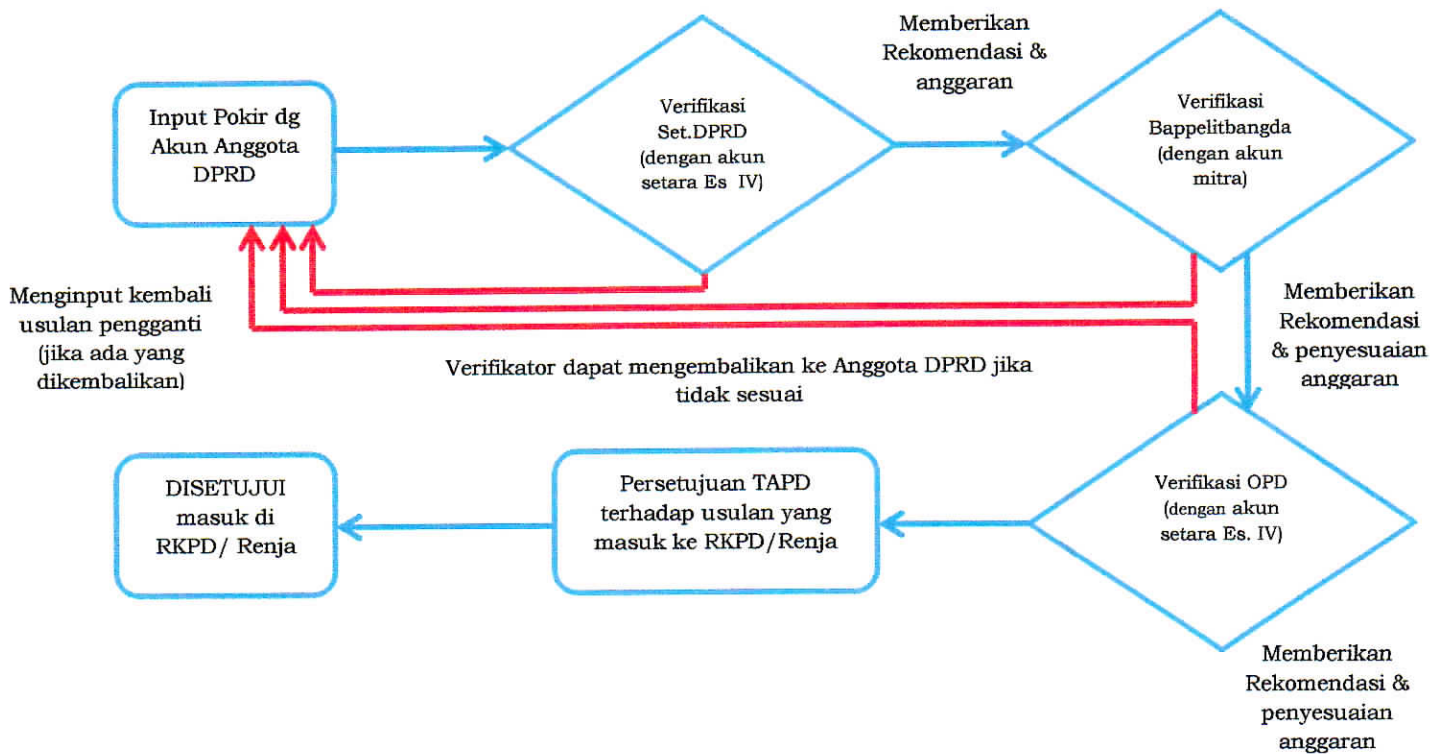 Input Pokir dg
Akun Anggota
DPRD
Verifikasi
Set.DPRD
(dengan akun
setara Es IV)
Memberikan
Rekomendasi &
anggaran
Verifikasi
Bappelitbangda
(dengan akun
mitra)
Menginput kembali
usulan pengganti
(jika ada yang
dikembalikan)
Verifikator dapat mengembalikan ke Anggota DPRD jika
tidak sesuai
Memberikan
Rekomendasi
& penyesuaian
anggaran
Verifikasi OPD
(dengan akun
setara Es. IV)
Persetujuan TAPD
terhadap usulan yang
masuk ke RKPD/Renja
DISETUJUI
masuk di
RKPD/ Renja
Memberikan
Rekomendasi &
penyesuaian
anggaran